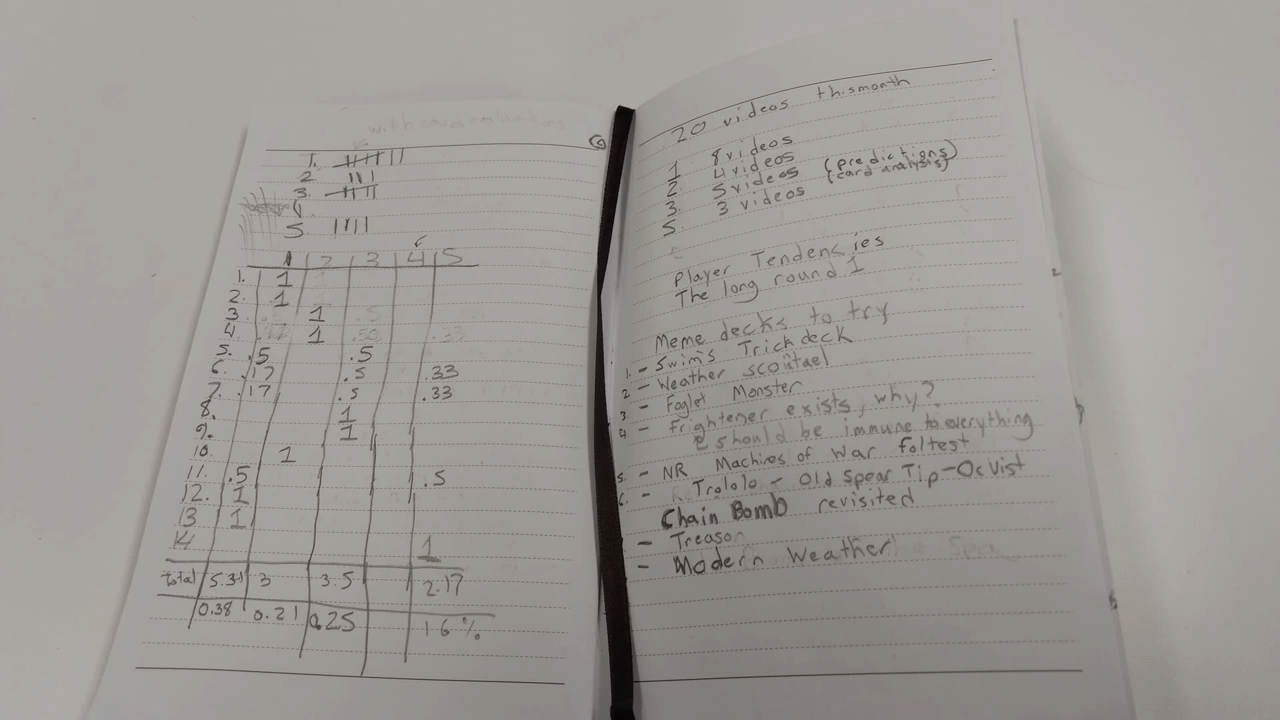 1.
2
3.
4
5
1 2 3 4 5
1. 1
2. 1
3 1 .5
4. .17 1 .50 .33
5. .5 .5
6. .17 .5 .33
7. .17 .5 .33
8. 1
9. 1
10. 1
11. .5 .5
12. 1
13 1
14 1
Total 5.31 3 3.5 2.17
0.38 0.21 0.25 16 %
20 videos this month
1 8 videos
2 4 videos
3. 5 videos (predictions)
5. 3 videos (card analysis)
Player Tendencies
The long round 1
Meme decks to try
1. - Swims Trick deck
2 - Weather scoiitael
3 - Foglet Monster
4 - Frightener exists, why?
should be immune to everything
5. - NR Machines of War Foltest
6. - Trololo - Old Spear Tip - Ocvist
Chain Bomb revisited
- Treason
- Modern Weather